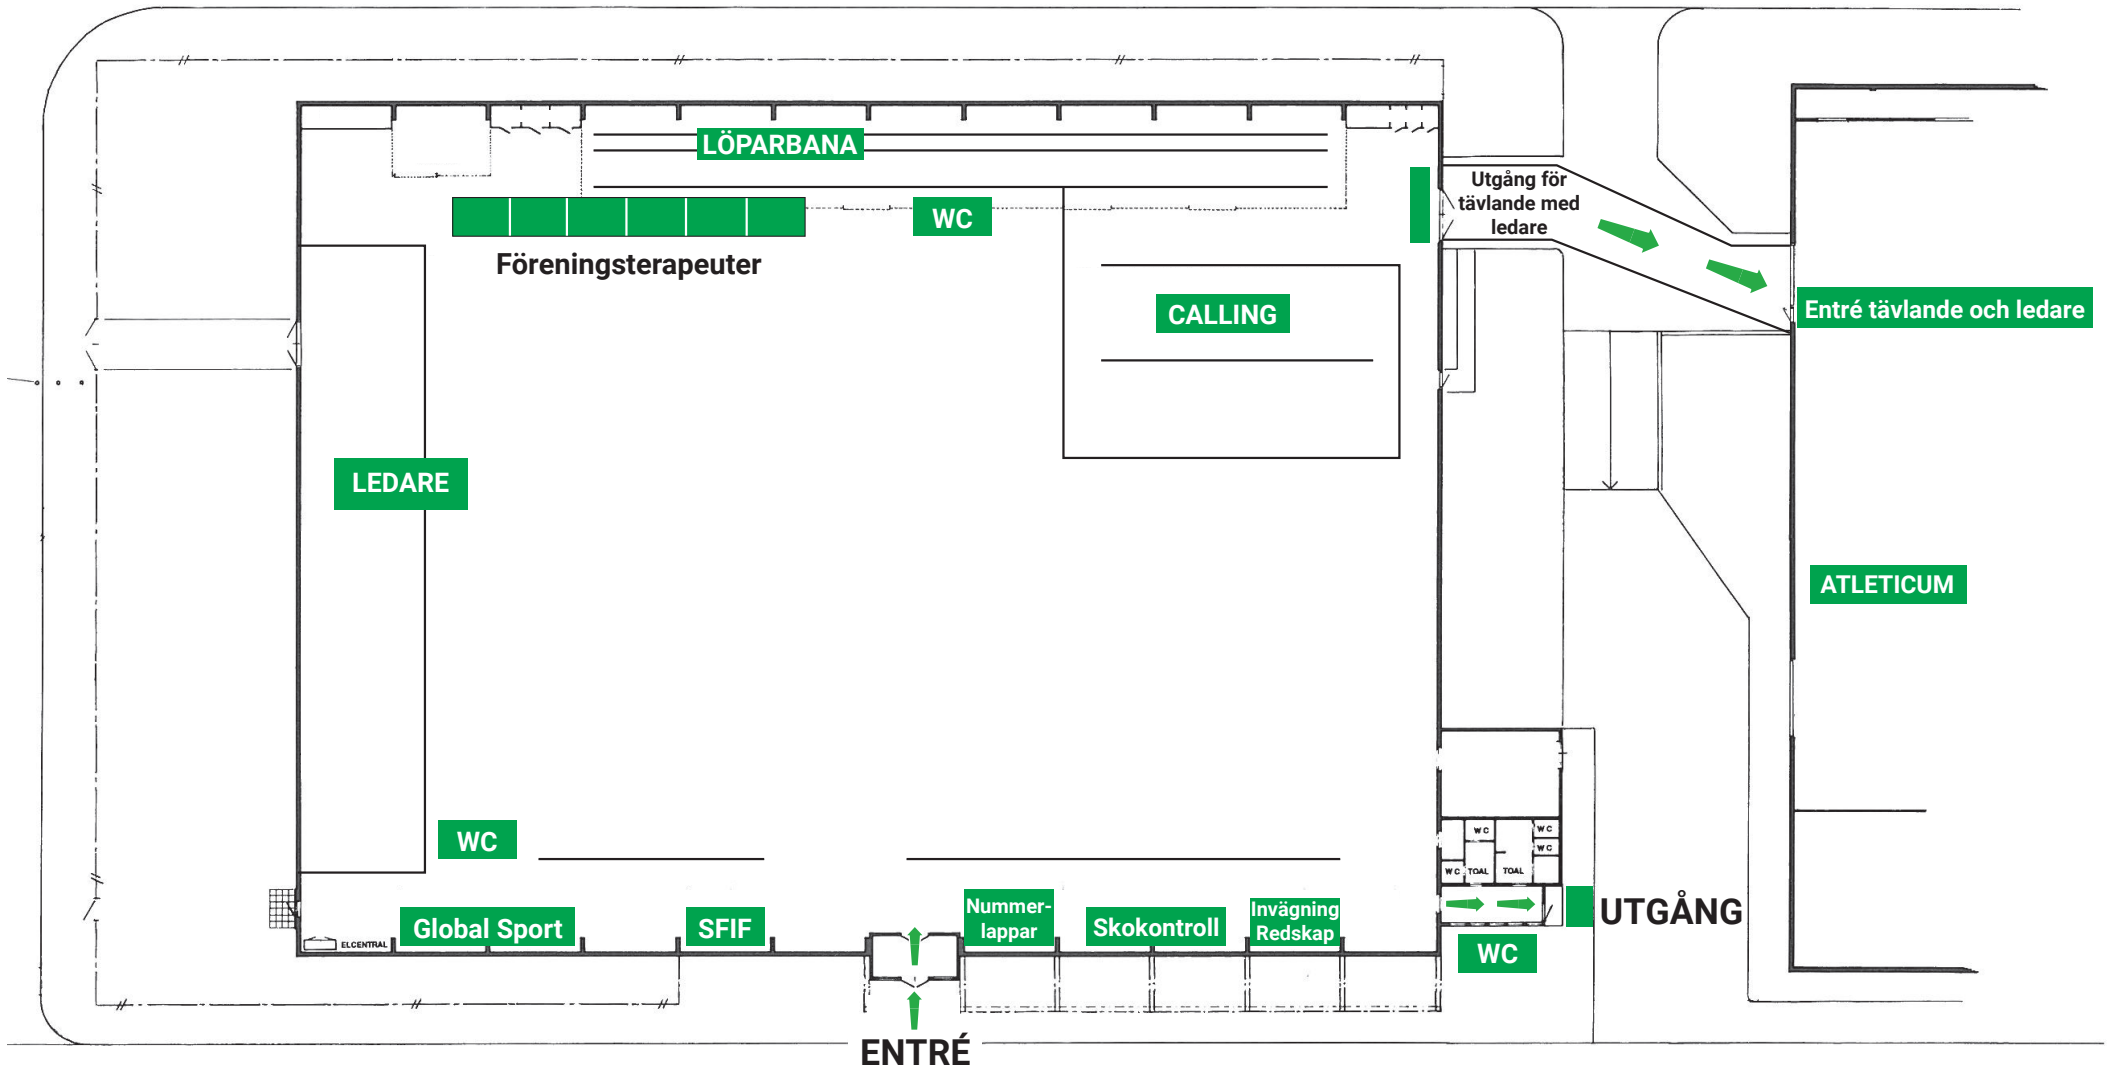 LÖPARBANA
Utgång för
tävlande med
ledare
WC
Föreningsterapeuter
CALLING
Entré tävlande och ledare
LEDARE
ATLETICUM
WC
WC
WC
WC
WC
TOAL
TOAL
Global Sport
SFIF
Nummer-
lappar
Skokontroll
Invägning
Redskap
UTGÅNG
ELCENTRAL
WC
ENTRÉ